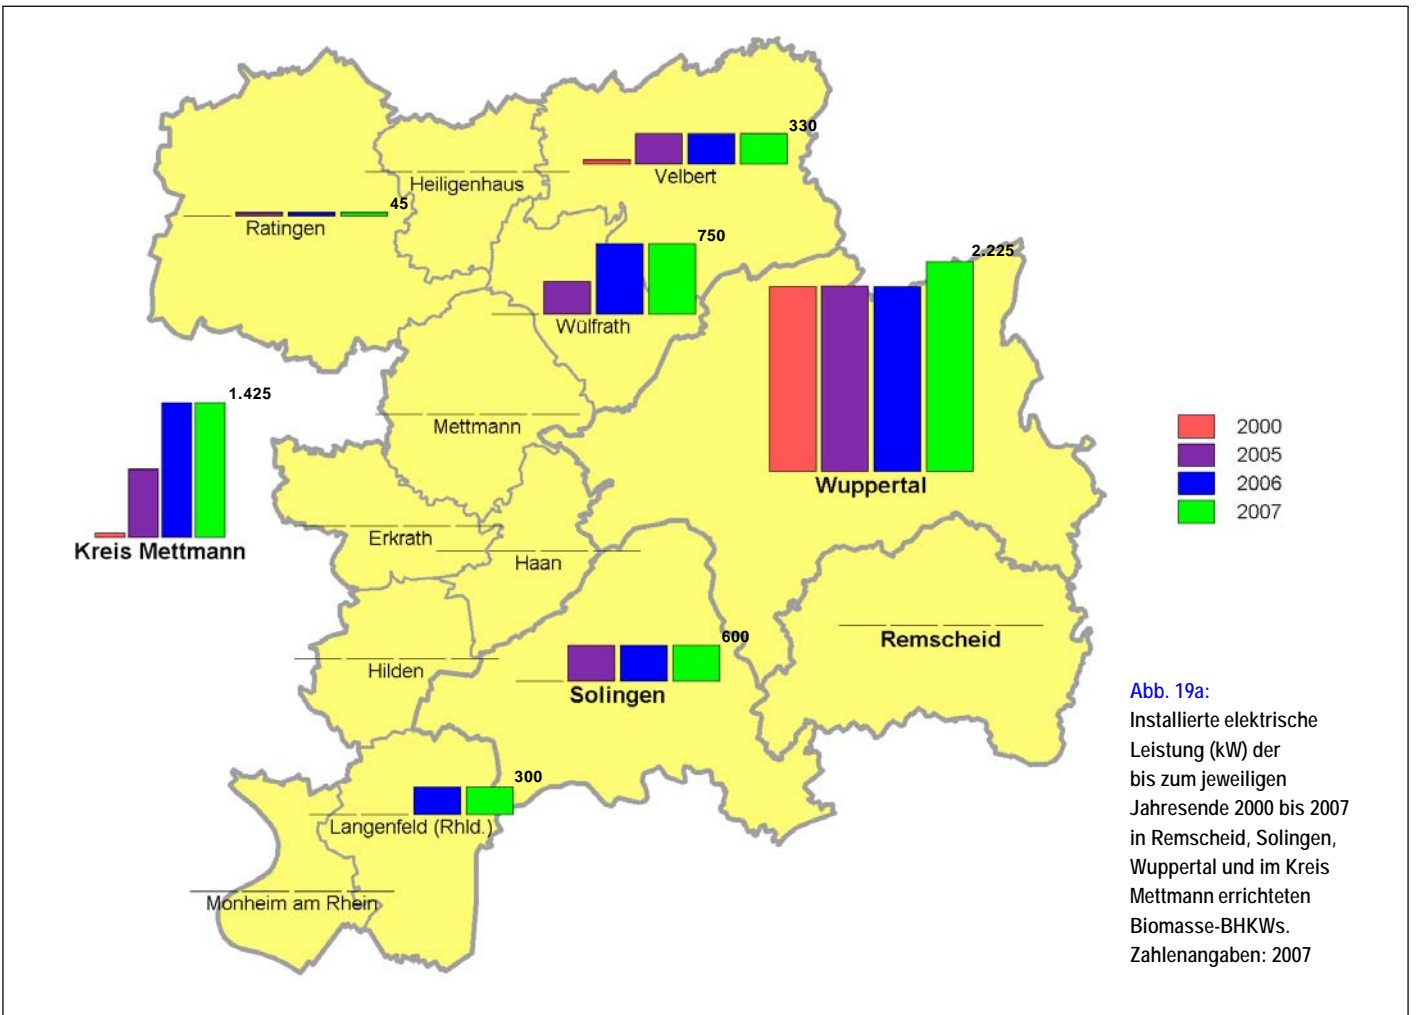 330
Velbert
Heiligenhaus
45
Ratingen
750
Wülfrath
2.225
Wuppertal
1.425
Kreis Mettmann
Mettmann
2000
2005
2006
2007
Erkrath
Haan
Remscheid
600
Solingen
Hilden
300
Langenfeld (Rhld.)
Monheim am Rhein
Abb. 19a:
Installierte elektrische
Leistung (kW) der
bis zum jeweiligen
Jahresende 2000 bis 2007
in Remscheid, Solingen,
Wuppertal und im Kreis
Mettmann errichteten
Biomasse-BHKWs.
Zahlenangaben: 2007